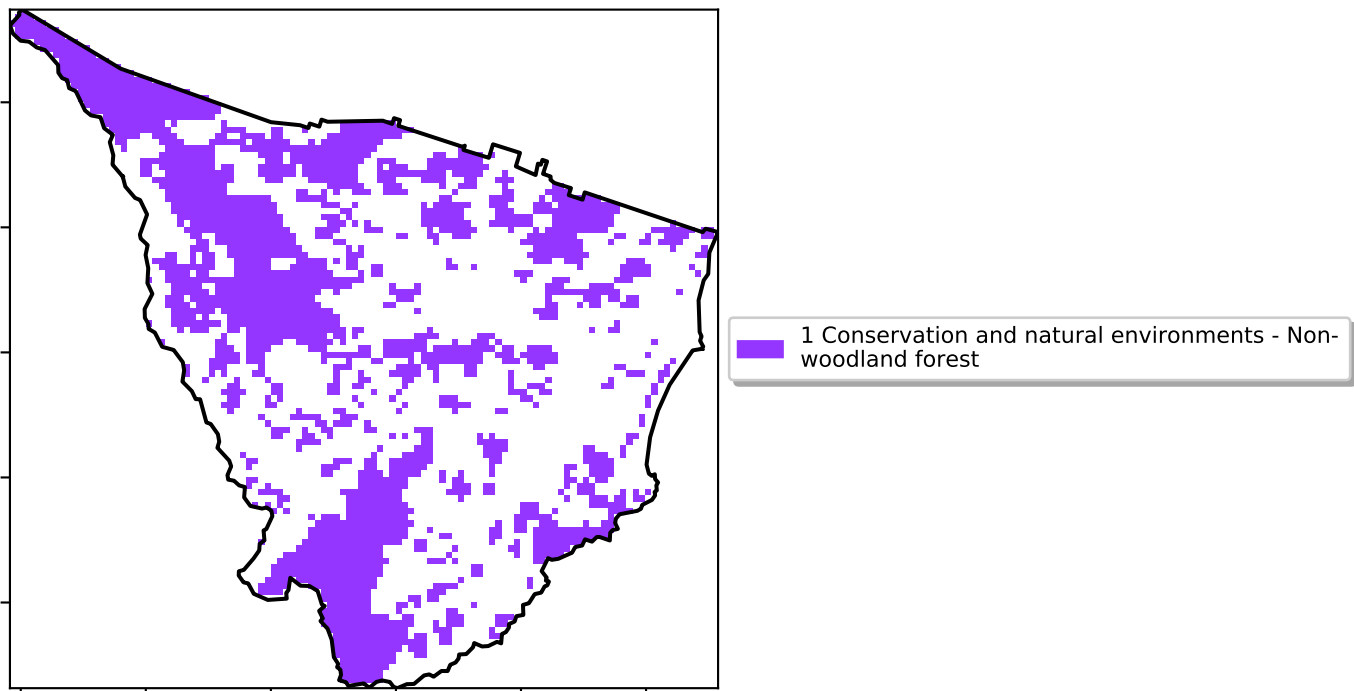 1 Conservation and natural environments - Non-
woodland forest